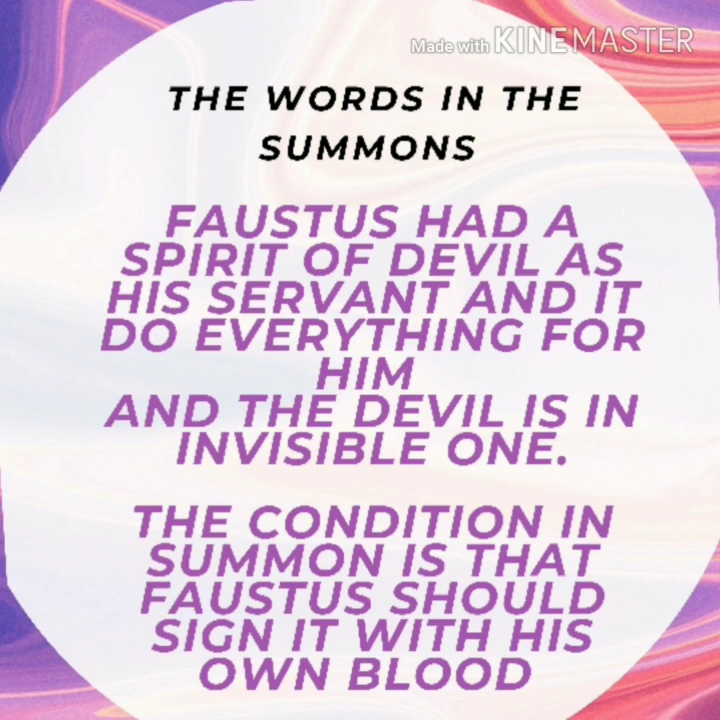 Made with KINEMASTER
THE WORDS IN THE
SUMMONS
FAUSTUS HAD A
SPIRIT OF DEVIL AS
HIS SERVANT AND IT
DO EVERYTHING FOR
HIM
AND THE DEVIL IS IN
INVISIBLE ONE.
THE CONDITION IN
SUMMON IS THAT
FAUSTUS SHOULD
SIGN IT WITH HIS
OWN BLOOD